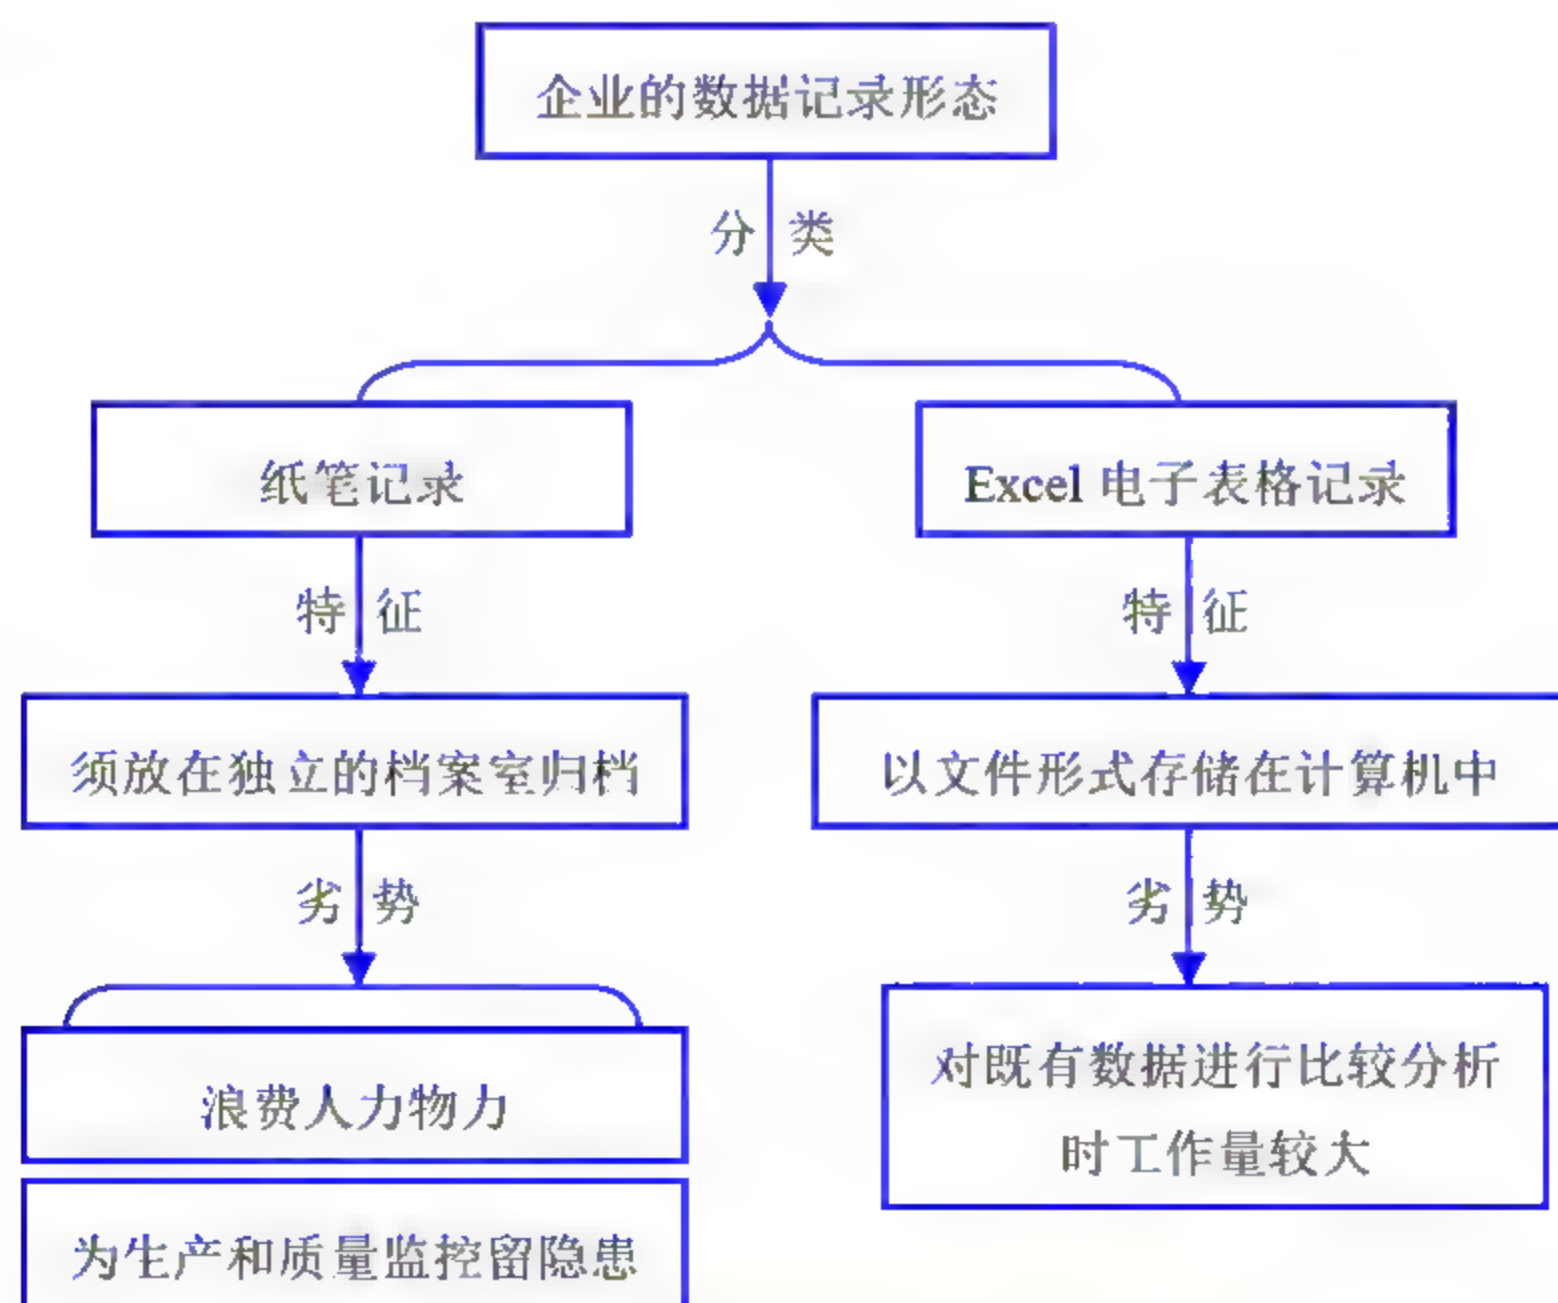 企业的数据记录形态
分类
纸笔记录
Excel 电子表格记录
特征
特征
须放在独立的档案室归档
以文件形式存储在计算机中
劣势
劣势
浪费人力物力
对既有数据进行比较分析
时工作量较大
为生产和质量监控留隐患